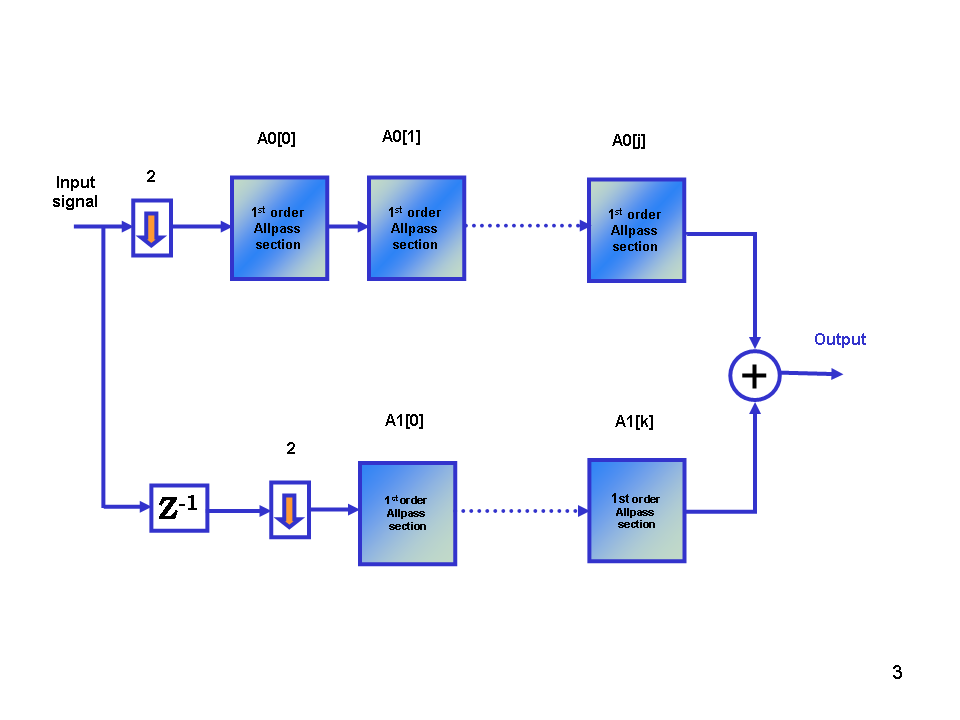 A0[0]
A0[1]
A0[j]
Input
signal
2
1st order
Allpass
section
1st order
Allpass
section
1st order
Allpass
section
Output
+
A1[0]
A1[k]
2
Z-1
1st order
Allpass
section
1st order
Allpass
section
3